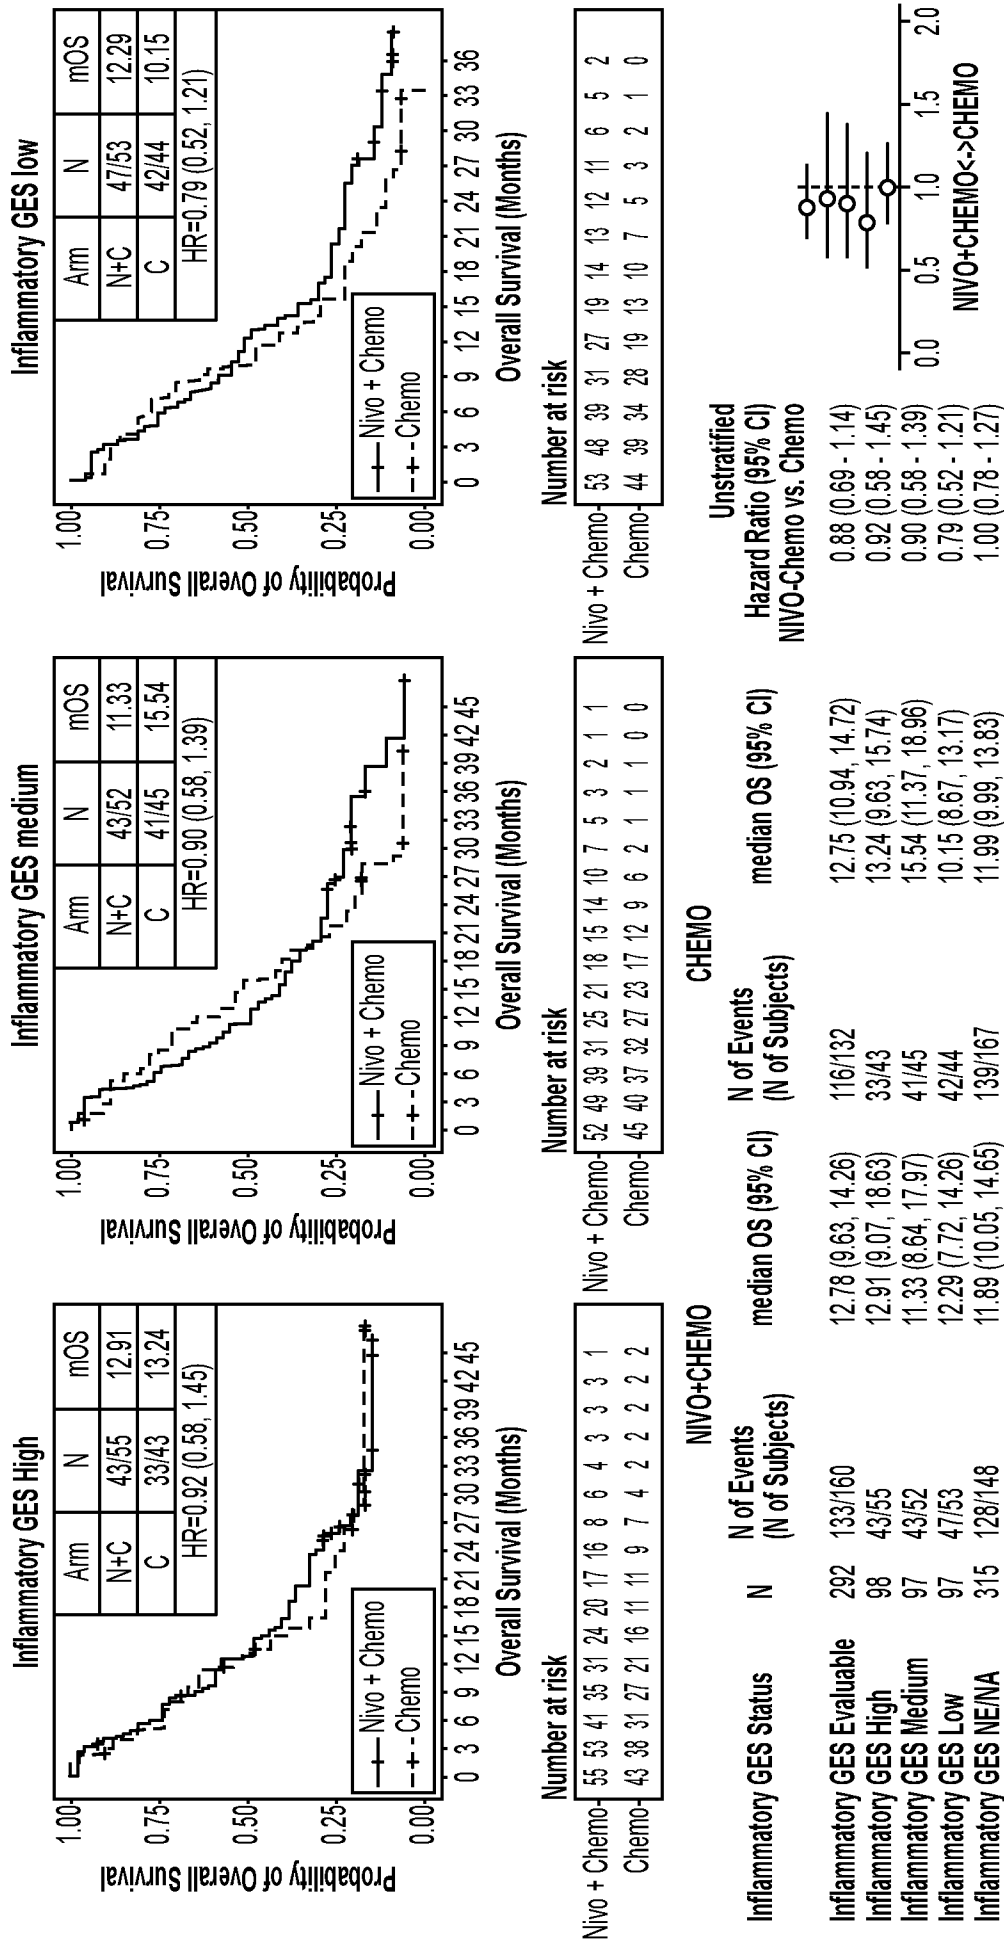 Inflammatory GES High
Probability of Overall Survival
1.00
0.75
0.50
0.25
0.00
Arm N mOS
N+C 43/55 12.91
C 33/43 13.24
HR=0.92 (0.58, 1.45)
Nivo + Chemo
Chemo
0 3 6 9 12 15 18 21 24 27 30 33 36 39 42 45
Overall Survival (Months)
Number at risk
Nivo + Chemo 55 53 41 35 31 24 20 17 16 8 6 4 3 3 3 1
Chemo 43 38 31 27 21 16 11 11 9 7 4 2 2 2 2 2
Inflammatory GES medium
Probability of Overall Survival
1.00
0.75
0.50
0.25
0.00
Arm N mOS
N+C 43/52 11.33
C 41/45 15.54
HR=0.90 (0.58, 1.39)
Nivo + Chemo
Chemo
0 3 6 9 12 15 18 21 24 27 30 33 36 39 42 45
Overall Survival (Months)
Number at risk
Nivo + Chemo 52 49 39 31 25 21 18 15 14 10 7 5 3 2 1 1
Chemo 45 40 37 32 27 23 17 12 9 6 2 1 1 1 0 0
Inflammatory GES low
Probability of Overall Survival
1.00
0.75
0.50
0.25
0.00
Arm N mOS
N+C 47/53 12.29
C 42/44 10.15
HR=0.79 (0.52, 1.21)
Nivo + Chemo
Chemo
0 3 6 9 12 15 18 21 24 27 30 33 36
Overall Survival (Months)
Number at risk
Nivo + Chemo 53 48 39 31 27 19 14 13 12 11 6 5 2
Chemo 44 39 34 28 19 13 10 7 5 3 2 1 0
NIVO+CHEMO CHEMO
Inflammatory GES Status N N of Events (N of Subjects) median OS (95% CI) N of Events (N of Subjects) median OS (95% CI) Unstratified Hazard Ratio (95% CI) NIVO-Chemo vs. Chemo
Inflammatory GES Evaluable 292 133/160 12.78 (9.63, 14.26) 116/132 12.75 (10.94, 14.72) 0.88 (0.69 - 1.14)
Inflammatory GES High 98 43/55 12.91 (9.07, 18.63) 33/43 13.24 (9.63, 15.74) 0.92 (0.58 - 1.45)
Inflammatory GES Medium 97 43/52 11.33 (8.64, 17.97) 41/45 15.54 (11.37, 18.96) 0.90 (0.58 - 1.39)
Inflammatory GES Low 97 47/53 12.29 (7.72, 14.26) 42/44 10.15 (8.67, 13.17) 0.79 (0.52 - 1.21)
Inflammatory GES NE/NA 315 128/148 11.89 (10.05, 14.65) 139/167 11.99 (9.99, 13.83) 1.00 (0.78 - 1.27)
0.0 0.5 1.0 1.5 2.0
NIVO+CHEMO<->CHEMO